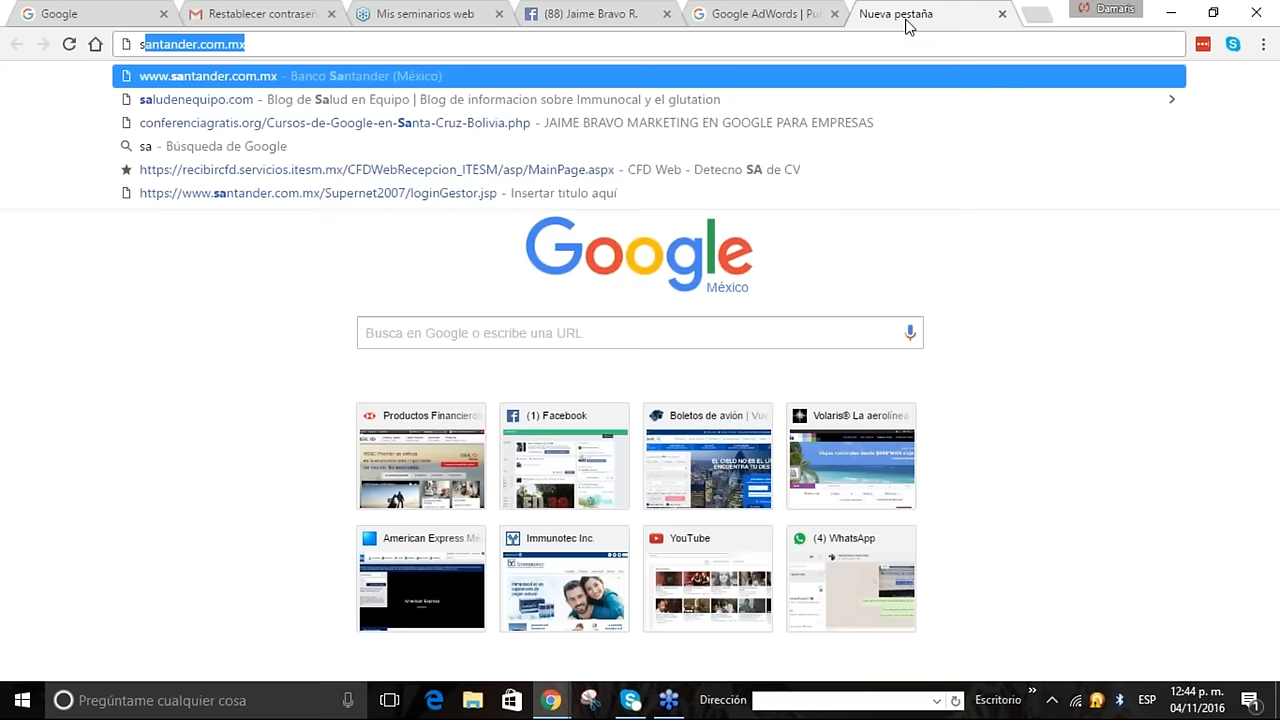 Google
Restablecer contraseñ
Mis seminarios web
(88) Jaime Bravo R.
Google AdWords | Pu
Nueva pestaña
Damaris
santander.com.mx
www.santander.com.mx - Banco Santander (México)
saludenequipo.com - Blog de Salud en Equipo | Blog de informacion sobre Immunocal y el glutation
conferenciagratis.org/Cursos-de-Google-en-Santa-Cruz-Bolivia.php - JAIME BRAVO MARKETING EN GOOGLE PARA EMPRESAS
sa - Búsqueda de Google
https://recibircfd.servicios.itesm.mx/CFDWebRecepcion_ITESM/asp/MainPage.aspx - CFD Web - Detecno SA de CV
https://www.santander.com.mx/Supernet2007/loginGestor.jsp - Insertar titulo aquí
Google
México
Busca en Google o escribe una URL
Productos Financiero
(1) Facebook
Boletos de avión | Vue
Volaris® La aerolínea
American Express Mé
Immunotec Inc.
YouTube
(4) WhatsApp
Pregúntame cualquier cosa
Dirección
Escritorio
ESP
12:44 p. m.
04/11/2016